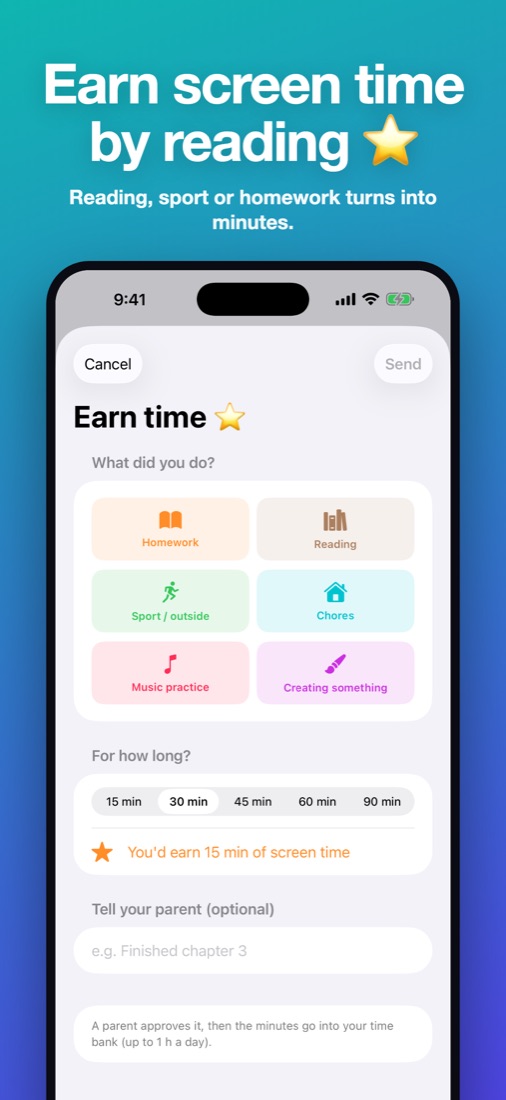 Earn screen time
by reading ⭐
Reading, sport or homework turns into
minutes.
9:41
Cancel
Send
Earn time ⭐
What did you do?
Homework
Reading
Sport / outside
Chores
Music practice
Creating something
For how long?
15 min 30 min 45 min 60 min 90 min
You'd earn 15 min of screen time
Tell your parent (optional)
e.g. Finished chapter 3
A parent approves it, then the minutes go into your time
bank (up to 1 h a day).